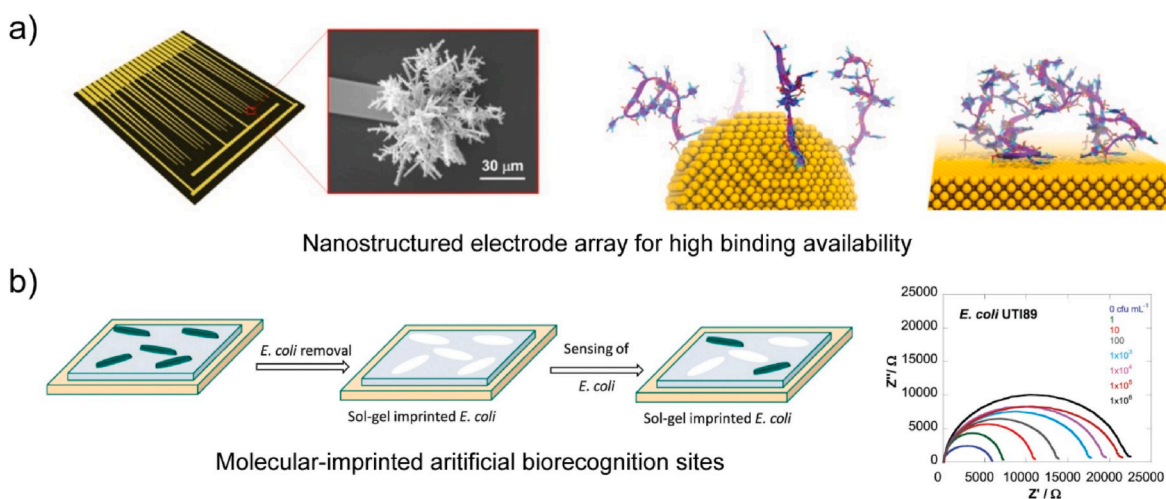 a)
30 µm
Nanostructured electrode array for high binding availability
b)
E. coli removal
Sensing of
E. coli
Sol-gel imprinted E. coli
Sol-gel imprinted E. coli
Molecular-imprinted aritificial biorecognition sites
E. coli UTI89
0 cfu mL⁻¹
1
10
100
1x10³
1x10⁴
1x10⁵
1x10⁶
Z''/ Ω
25000
20000
15000
10000
5000
0
0 5000 10000 15000 20000 25000
Z' / Ω